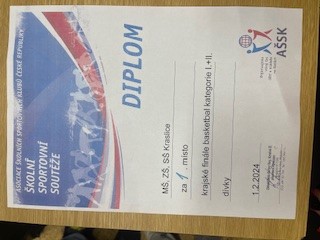 ASOCIACE ŠKOLNÍCH SPORTOVNÍCH KLUBŮ ČESKÉ REPUBLIKY
ŠKOLNÍ
SPORTOVNÍ
SOUTĚŽE
DIPLOM
AŠSK
MŠ, ZŠ, SŠ Kraslice
za 1. místo
krajské finále basketbal kategorie I.+II.
dívky
1.2.2024